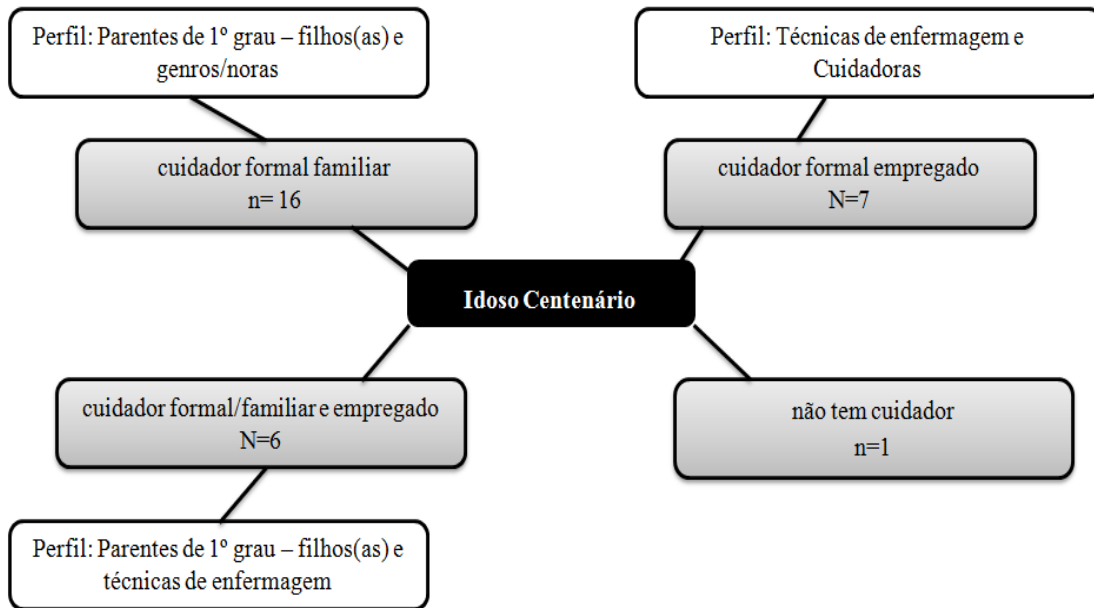 Perfil: Parentes de 1º grau – filhos(as) e
genros/noras
Perfil: Técnicas de enfermagem e
Cuidadoras
cuidador formal familiar
n= 16
cuidador formal empregado
N=7
Idoso Centenário
cuidador formal/familiar e empregado
N=6
não tem cuidador
n=1
Perfil: Parentes de 1º grau – filhos(as) e
técnicas de enfermagem